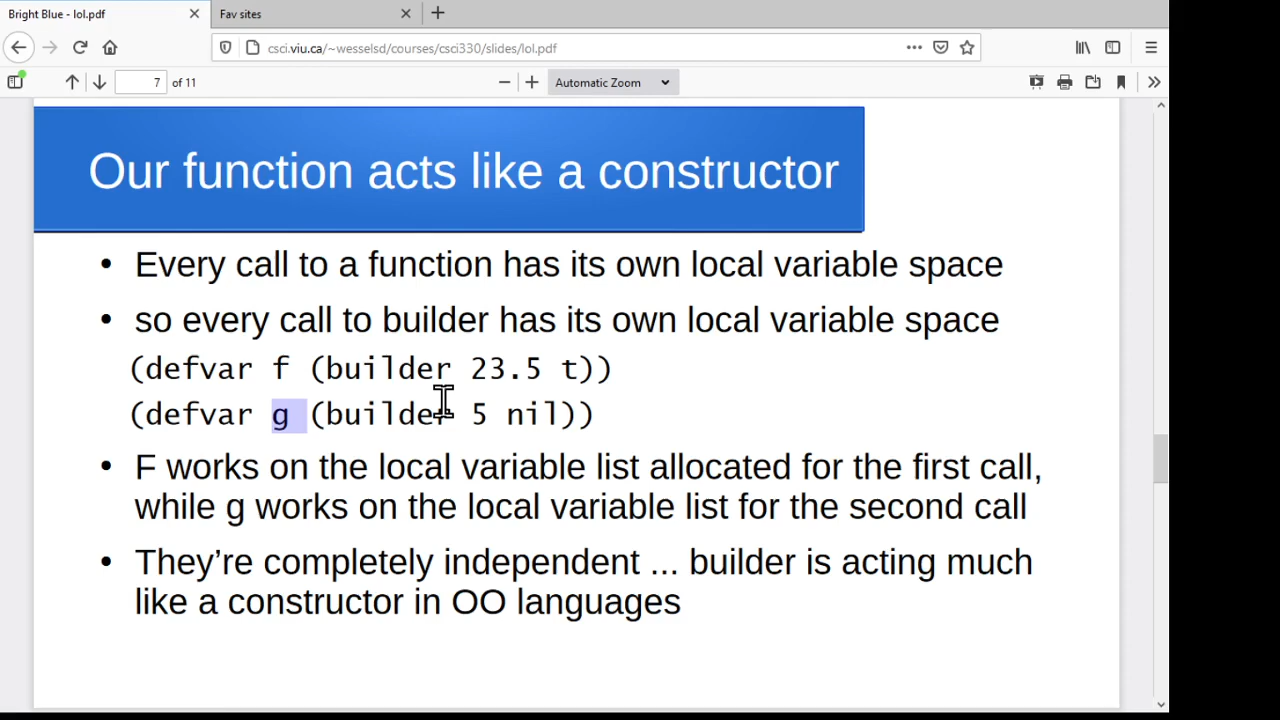 Bright Blue - lol.pdf
Fav sites
csci.viu.ca/~wesselsd/courses/csci330/slides/lol.pdf
7 of 11
Automatic Zoom
Our function acts like a constructor
• Every call to a function has its own local variable space
• so every call to builder has its own local variable space
(defvar f (builder 23.5 t))
(defvar g (builder 5 nil))
• F works on the local variable list allocated for the first call,
while g works on the local variable list for the second call
• They’re completely independent ... builder is acting much
like a constructor in OO languages